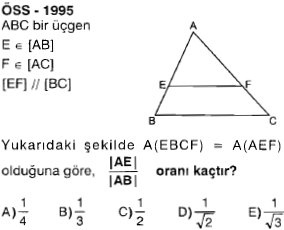 ÖSS - 1995
ABC bir üçgen
E ∈ [AB]
F ∈ [AC]
[EF] // [BC]
A
E
F
B
C
Yukarıdaki şekilde A(EBCF) = A(AEF)
olduğuna göre, |AE|/|AB| oranı kaçtır?
A) 1/4 B) 1/3 C) 1/2 D) 1/√2 E) 1/√3